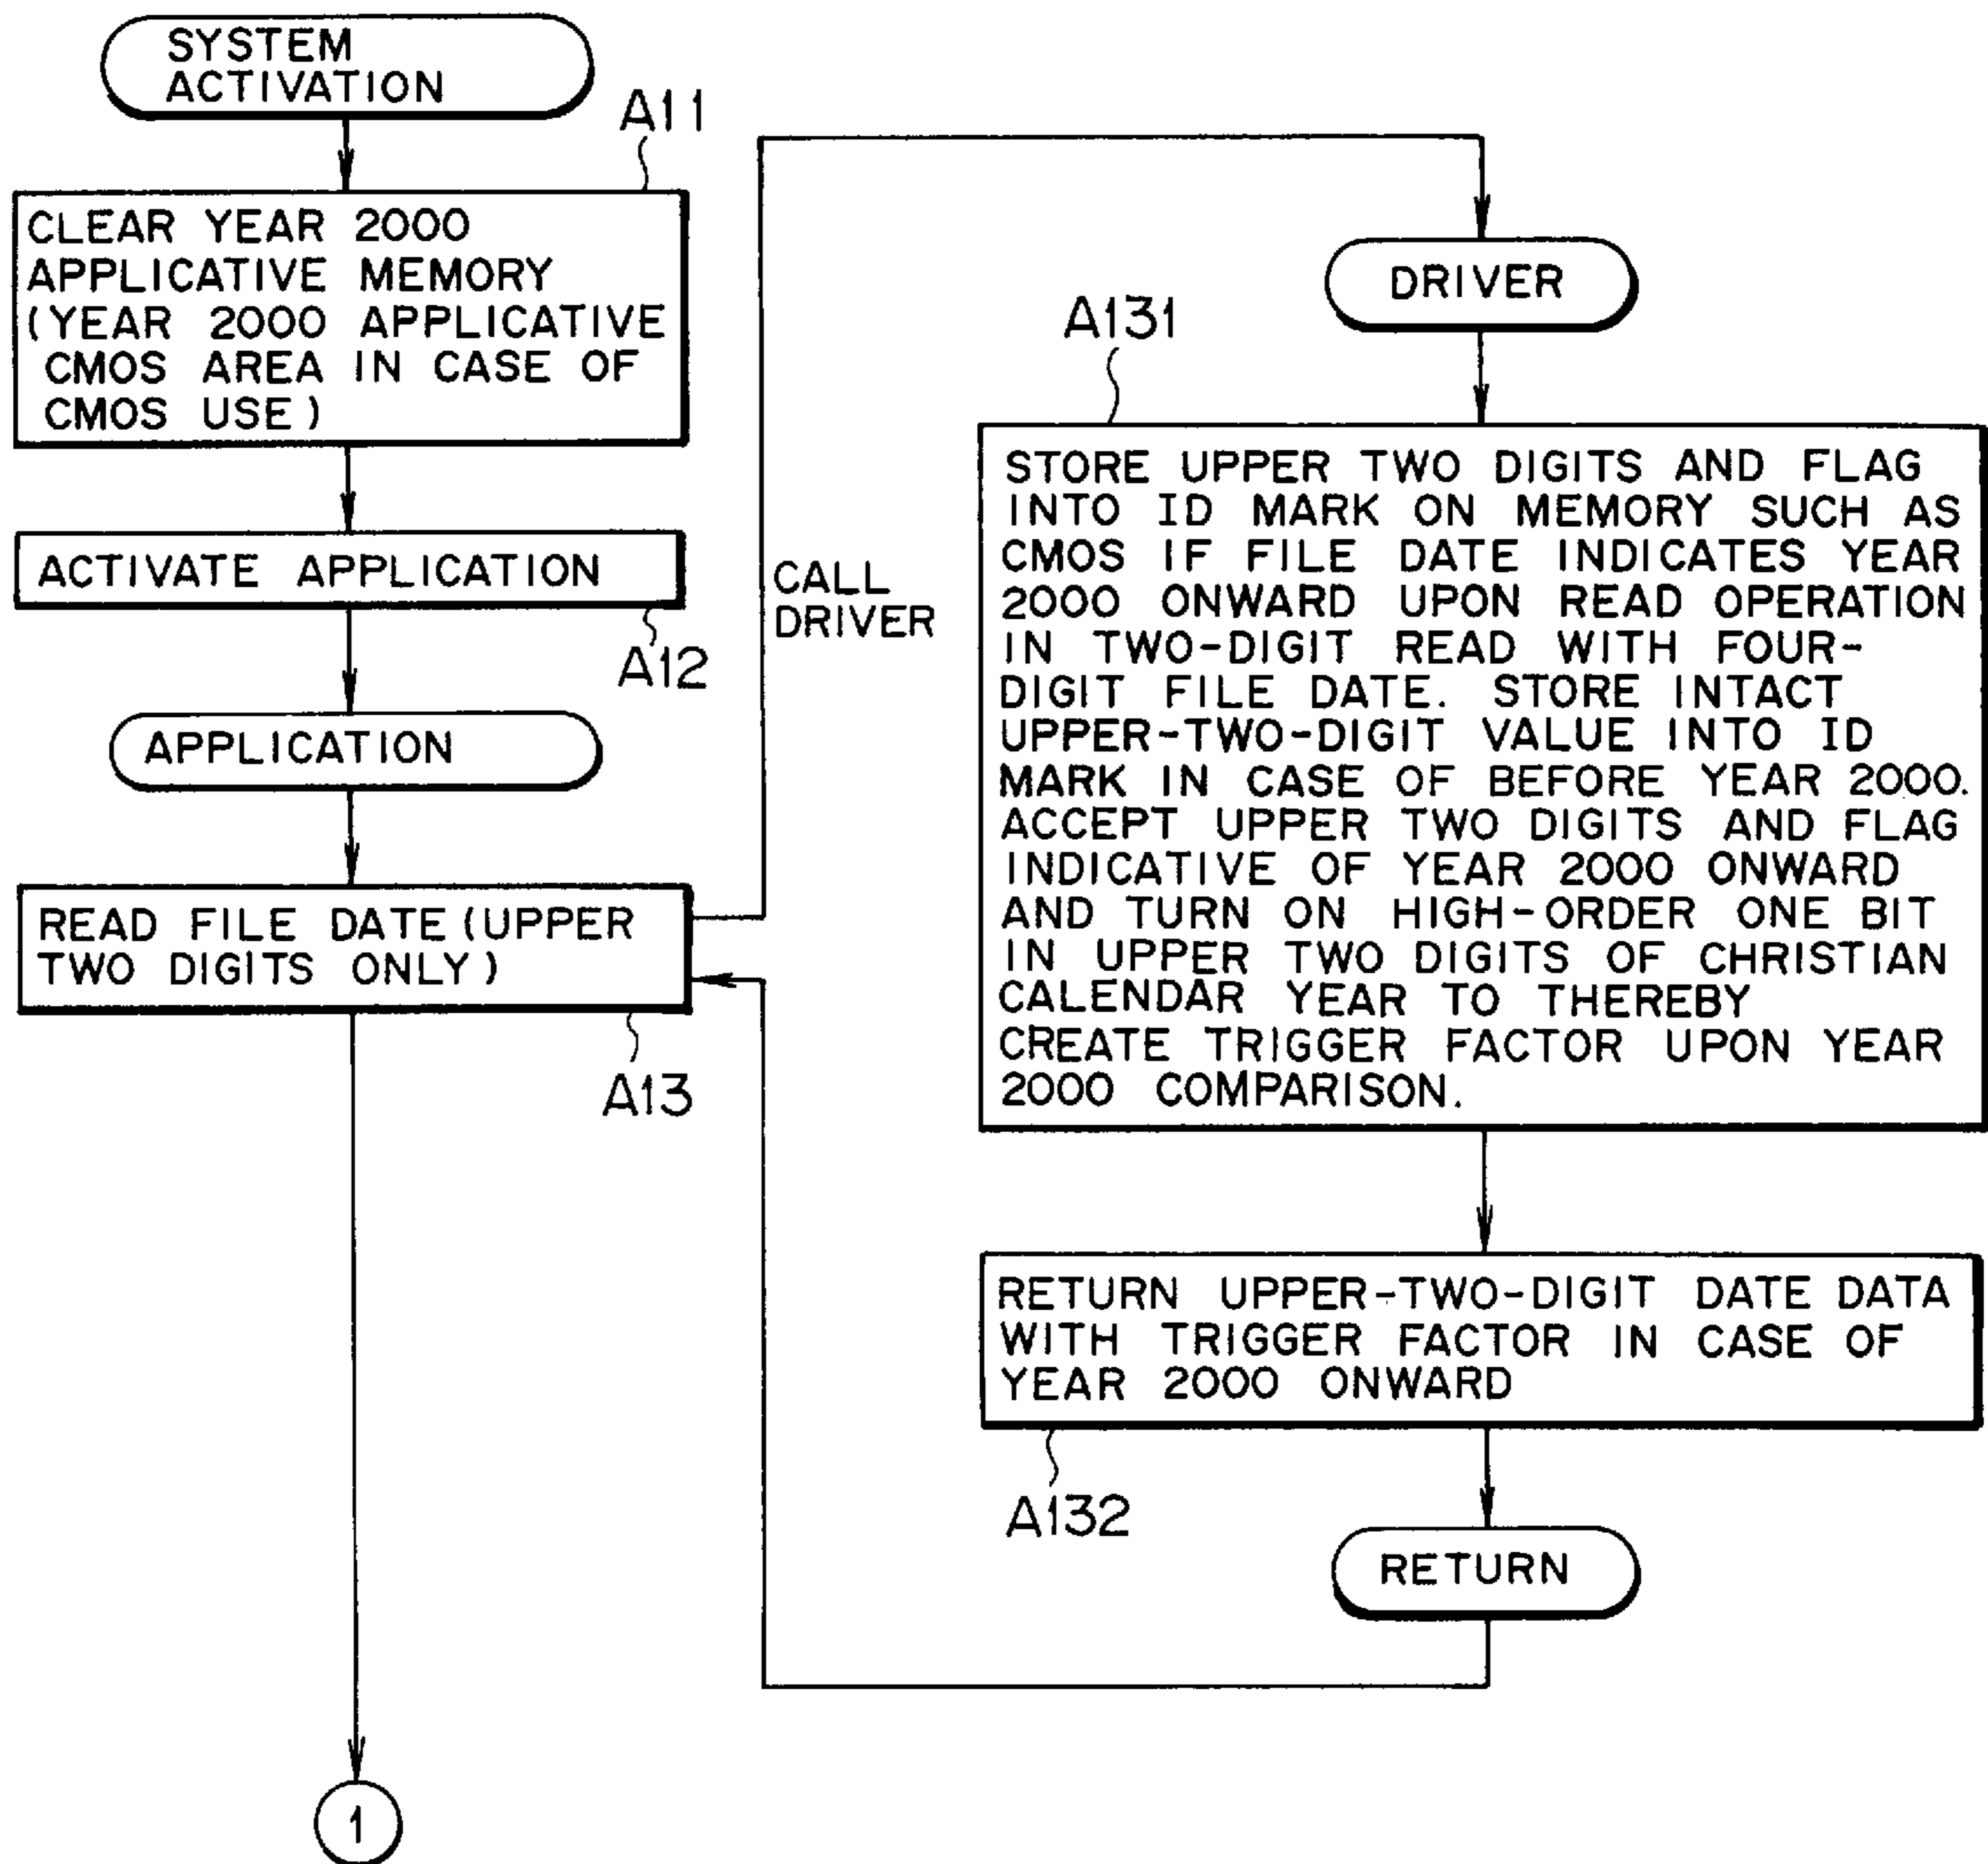 SYSTEM
ACTIVATION
A11
CLEAR YEAR 2000
APPLICATIVE MEMORY
(YEAR 2000 APPLICATIVE
CMOS AREA IN CASE OF
CMOS USE)
ACTIVATE APPLICATION
A12
APPLICATION
READ FILE DATE (UPPER
TWO DIGITS ONLY)
A13
1
CALL
DRIVER
DRIVER
A131
STORE UPPER TWO DIGITS AND FLAG
INTO ID MARK ON MEMORY SUCH AS
CMOS IF FILE DATE INDICATES YEAR
2000 ONWARD UPON READ OPERATION
IN TWO-DIGIT READ WITH FOUR-
DIGIT FILE DATE. STORE INTACT
UPPER-TWO-DIGIT VALUE INTO ID
MARK IN CASE OF BEFORE YEAR 2000.
ACCEPT UPPER TWO DIGITS AND FLAG
INDICATIVE OF YEAR 2000 ONWARD
AND TURN ON HIGH-ORDER ONE BIT
IN UPPER TWO DIGITS OF CHRISTIAN
CALENDAR YEAR TO THEREBY
CREATE TRIGGER FACTOR UPON YEAR
2000 COMPARISON.
RETURN UPPER-TWO-DIGIT DATE DATA
WITH TRIGGER FACTOR IN CASE OF
YEAR 2000 ONWARD
A132
RETURN